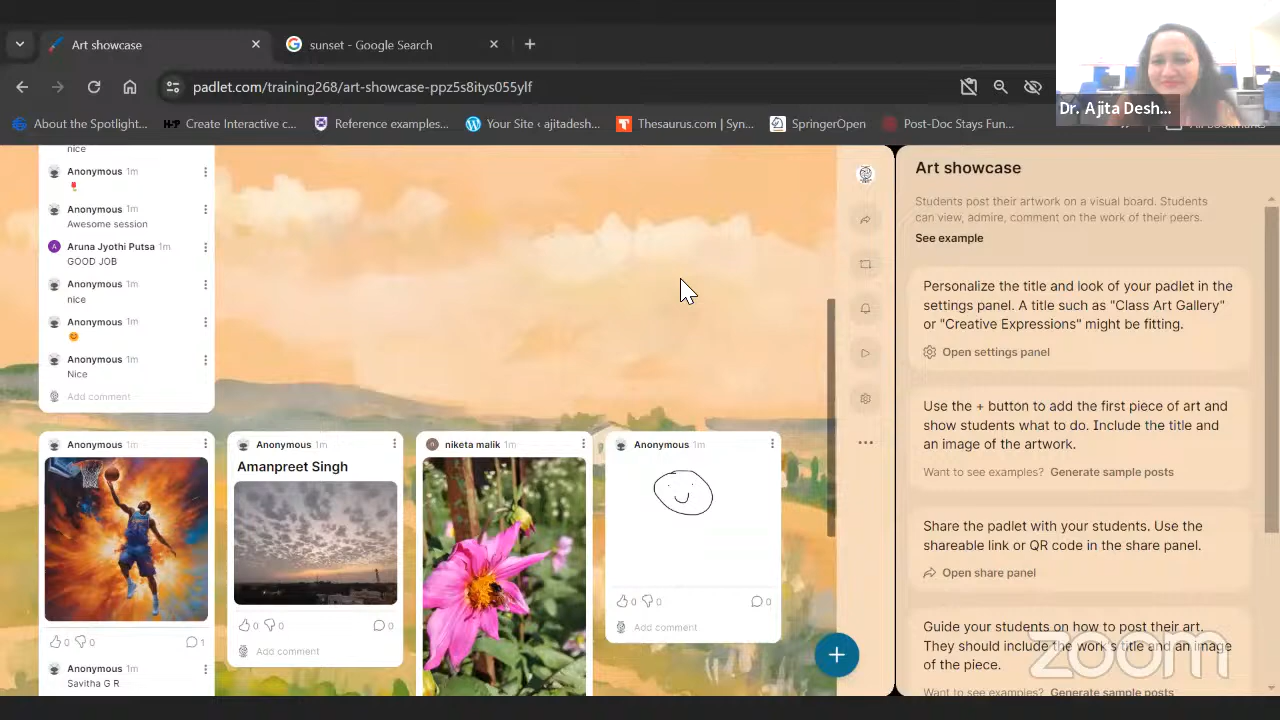 Art showcase
sunset - Google Search
padlet.com/training268/art-showcase-ppz5s8itys055ylf
Dr. Ajita Desh...
About the Spotlight...
Create Interactive c...
Reference examples...
Your Site ‹ ajitadesh...
Thesaurus.com | Syn...
SpringerOpen
Post-Doc Stays Fun...
nice
Anonymous 1m
Anonymous 1m
Awesome session
A Aruna Jyothi Putsa 1m
GOOD JOB
Anonymous 1m
nice
Anonymous 1m
Anonymous 1m
Nice
Add comment
Anonymous 1m
0 0 1
Anonymous 1m
Savitha G R
Anonymous 1m
Amanpreet Singh
0 0 0
Add comment
niketa malik 1m
Anonymous 1m
0 0 0
Add comment
Art showcase
Students post their artwork on a visual board. Students
can view, admire, comment on the work of their peers.
See example
Personalize the title and look of your padlet in the
settings panel. A title such as "Class Art Gallery"
or "Creative Expressions" might be fitting.
Open settings panel
Use the + button to add the first piece of art and
show students what to do. Include the title and
an image of the artwork.
Want to see examples? Generate sample posts
Share the padlet with your students. Use the
shareable link or QR code in the share panel.
Open share panel
Guide your students on how to post their art.
They should include the work's title and an image
of the piece.
Want to see examples? Generate sample posts
zoom